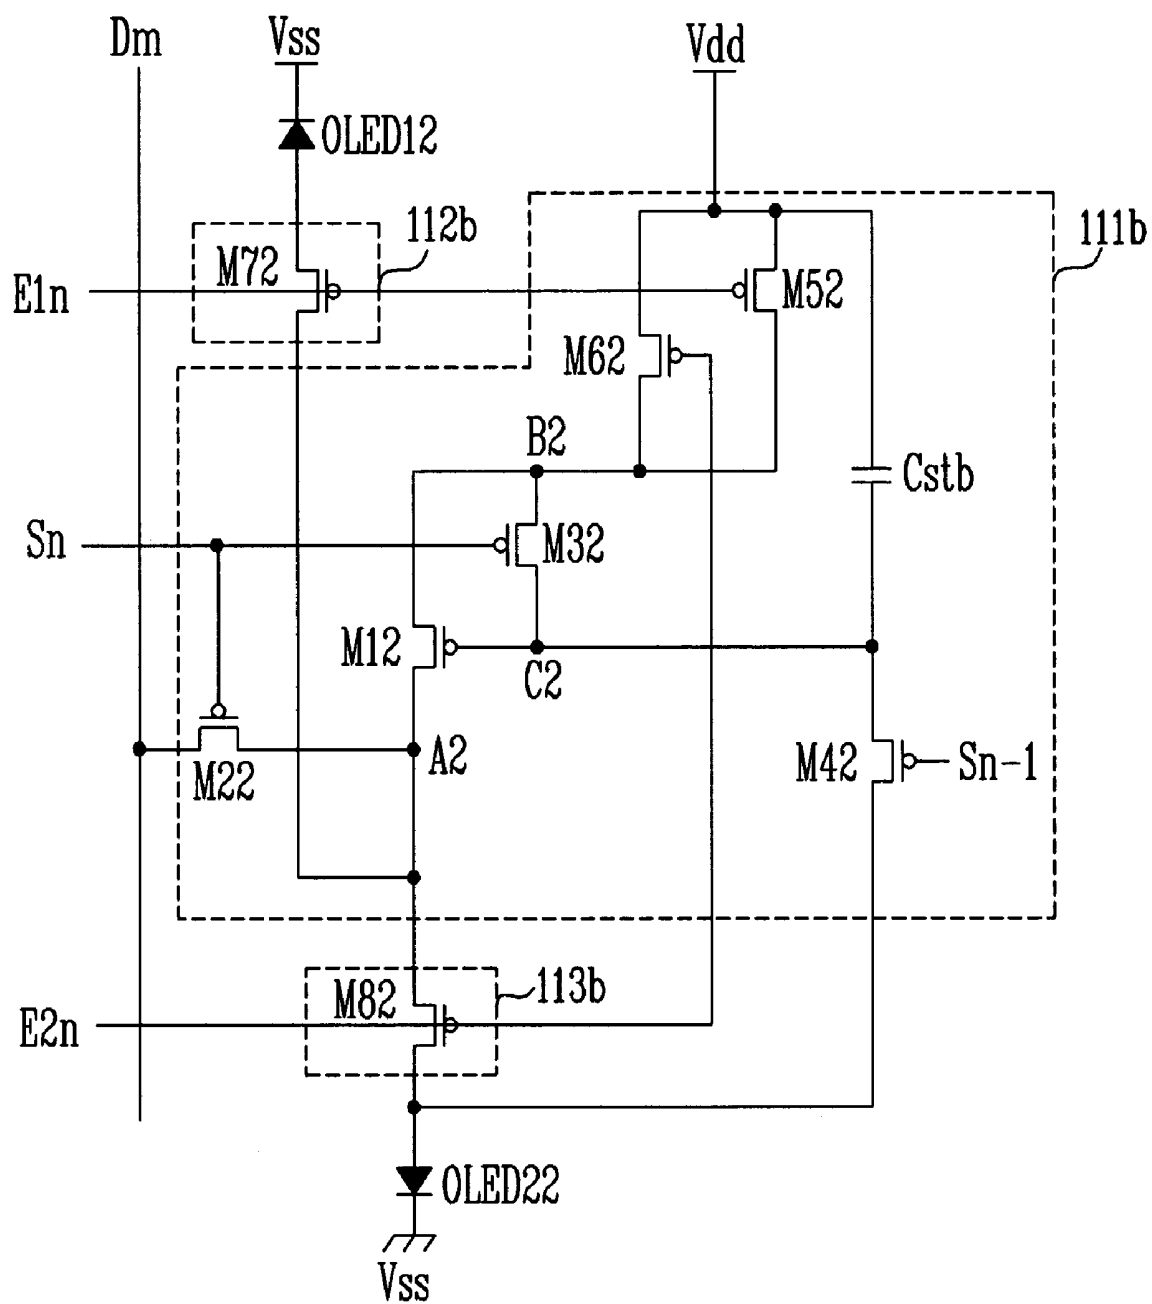 Dm
Vss
Vdd
OLED12
112b
111b
M72
E1n
M52
M62
B2
Cstb
Sn
M32
M12
C2
A2
M22
M42
Sn-1
M82
113b
E2n
OLED22
Vss